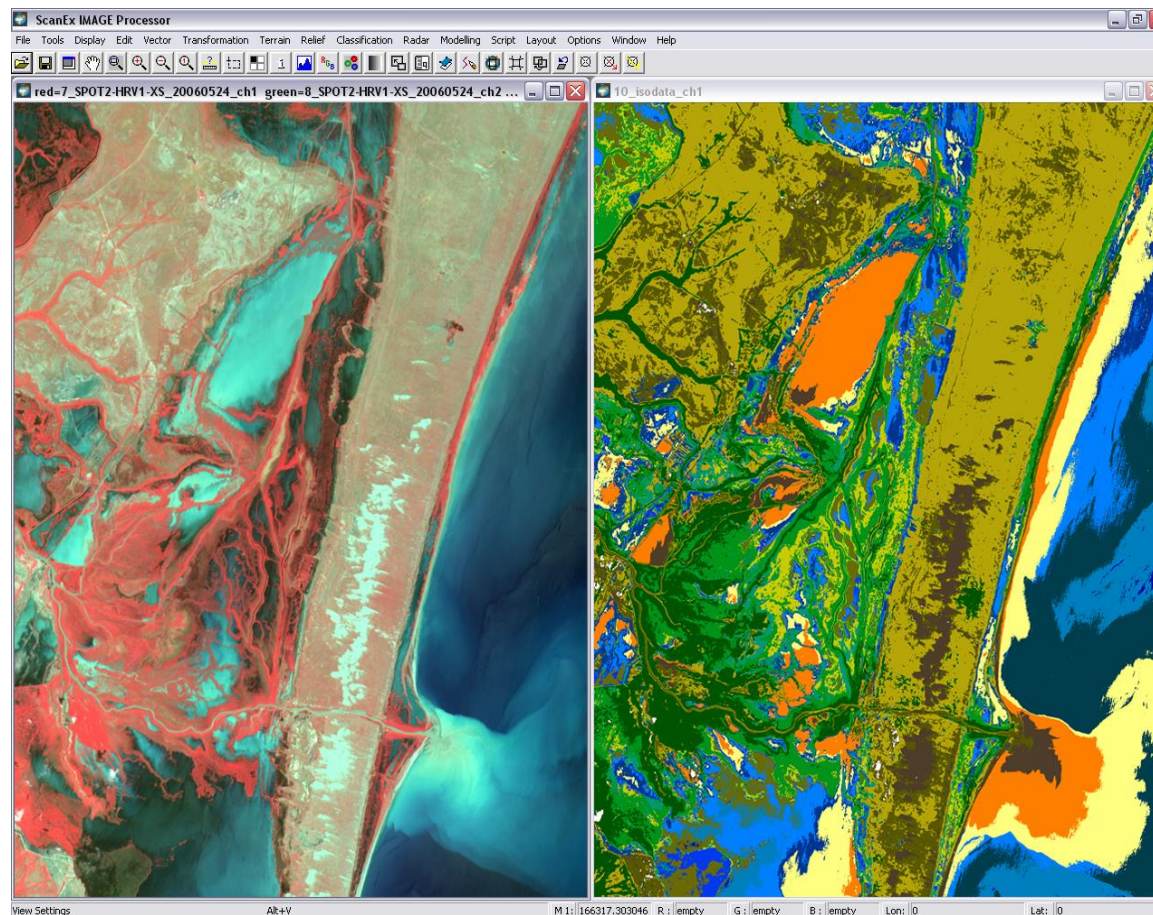 ScanEx IMAGE Processor
File Tools Display Edit Vector Transformation Terrain Relief Classification Radar Modelling Script Layout Options Window Help
red=7_SPOT2-HRV1-XS_20060524_ch1 green=8_SPOT2-HRV1-XS_20060524_ch2 ...
10_isodata_ch1
View Settings Alt+V M 1: 166317.303046 R : empty G : empty B : empty Lon: 0 Lat: 0